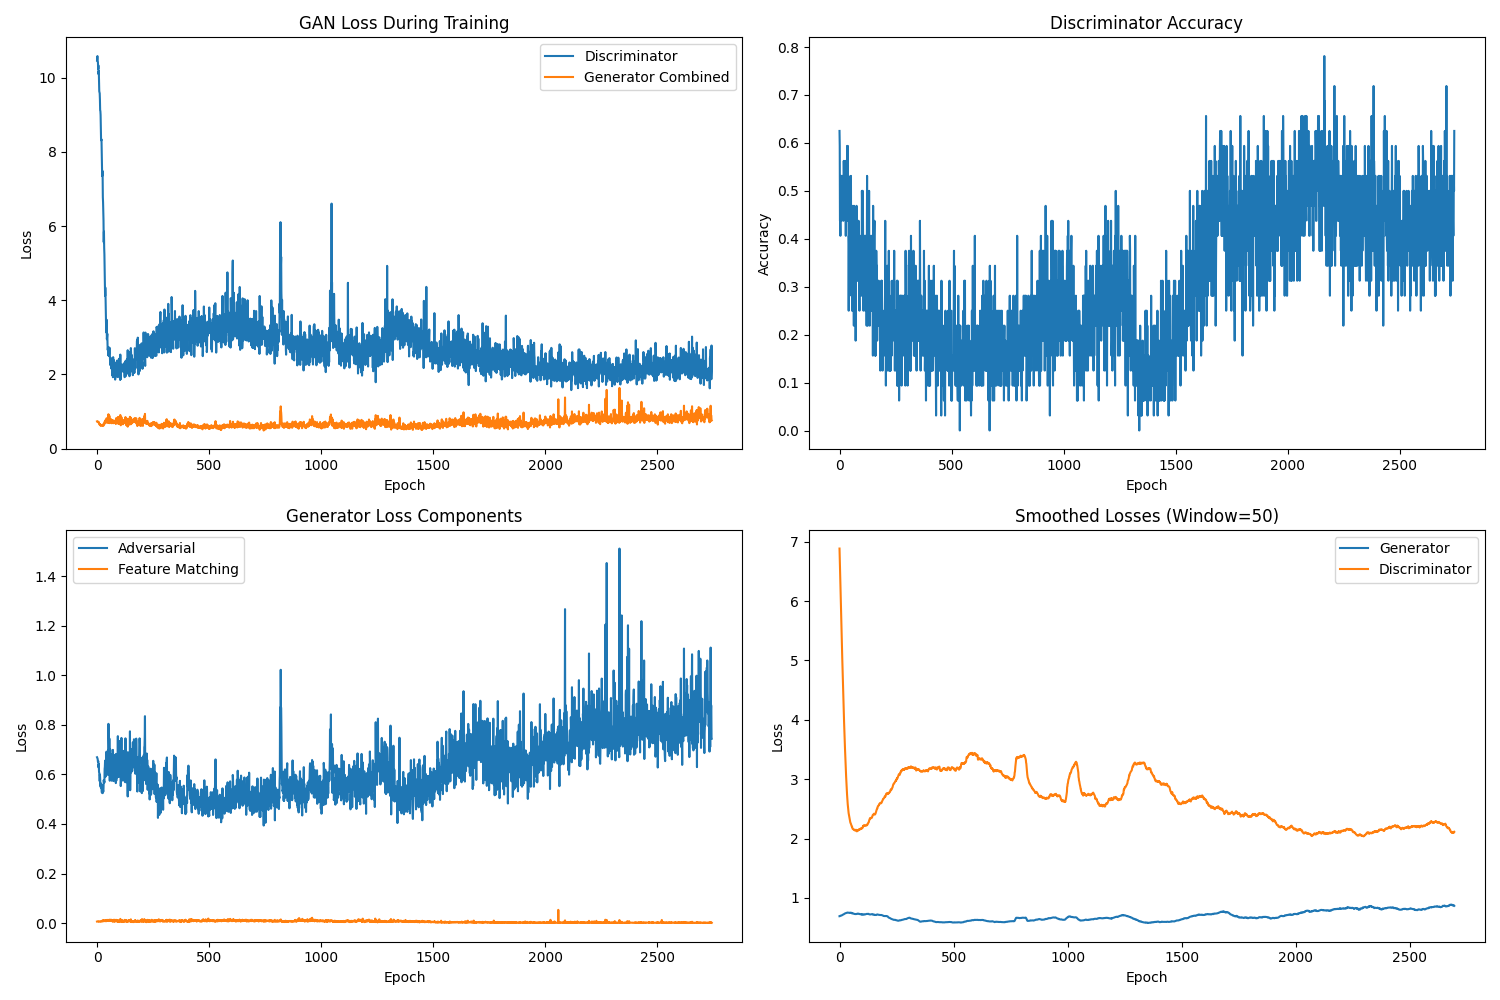 GAN Loss During Training
Discriminator
Generator Combined
10
8
6
4
2
0
Loss
0 500 1000 1500 2000 2500
Epoch
Discriminator Accuracy
0.8
0.7
0.6
0.5
0.4
0.3
0.2
0.1
0.0
Accuracy
0 500 1000 1500 2000 2500
Epoch
Generator Loss Components
Adversarial
Feature Matching
1.4
1.2
1.0
0.8
0.6
0.4
0.2
0.0
Loss
0 500 1000 1500 2000 2500
Epoch
Smoothed Losses (Window=50)
Generator
Discriminator
7
6
5
4
3
2
1
Loss
0 500 1000 1500 2000 2500
Epoch